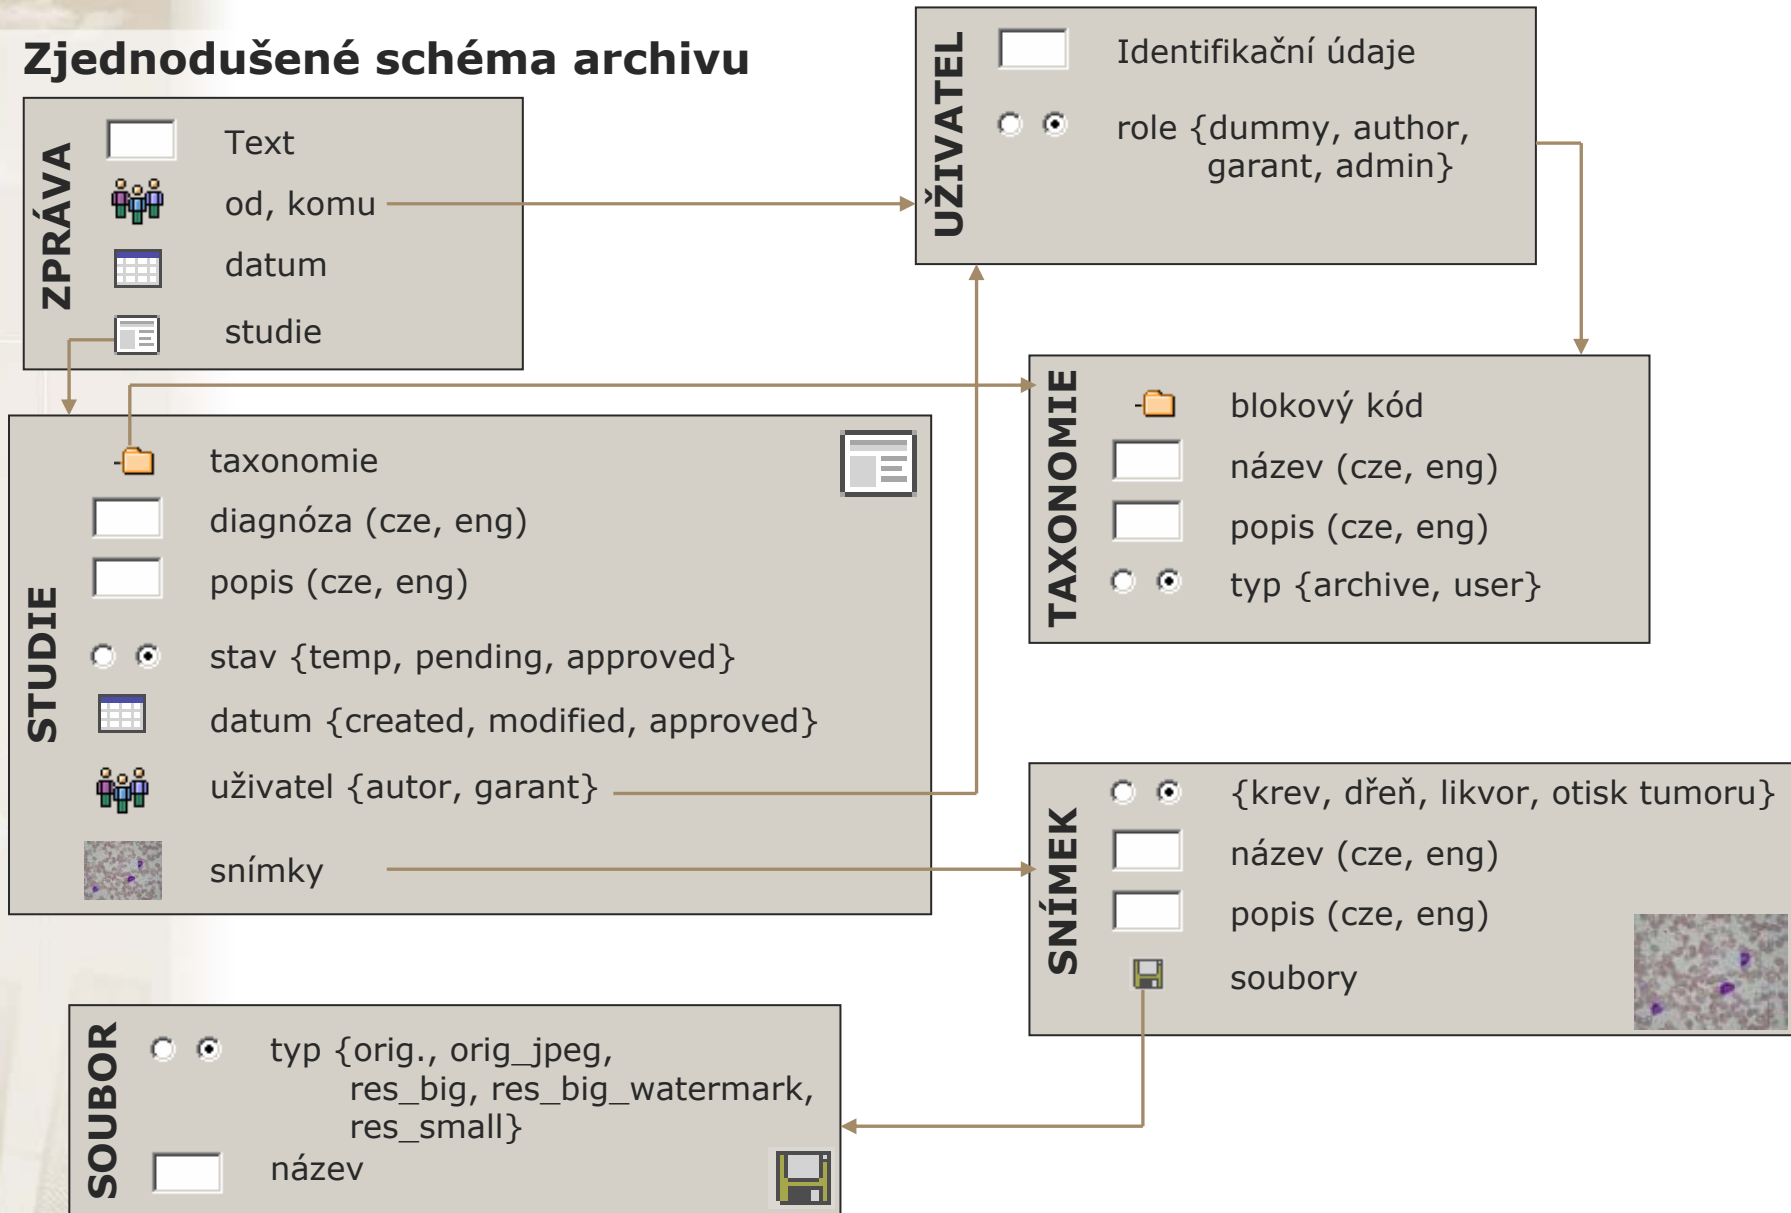 Zjednodušené schéma archivu
ZPRÁVA
Text
od, komu
datum
studie
UŽIVATEL
Identifikační údaje
role {dummy, author,
garant, admin}
STUDIE
taxonomie
diagnóza (cze, eng)
popis (cze, eng)
stav {temp, pending, approved}
datum {created, modified, approved}
uživatel {autor, garant}
snímky
TAXONOMIE
blokový kód
název (cze, eng)
popis (cze, eng)
typ {archive, user}
SNÍMEK
{krev, dřeň, likvor, otisk tumoru}
název (cze, eng)
popis (cze, eng)
soubory
SOUBOR
typ {orig., orig_jpeg,
res_big, res_big_watermark,
res_small}
název